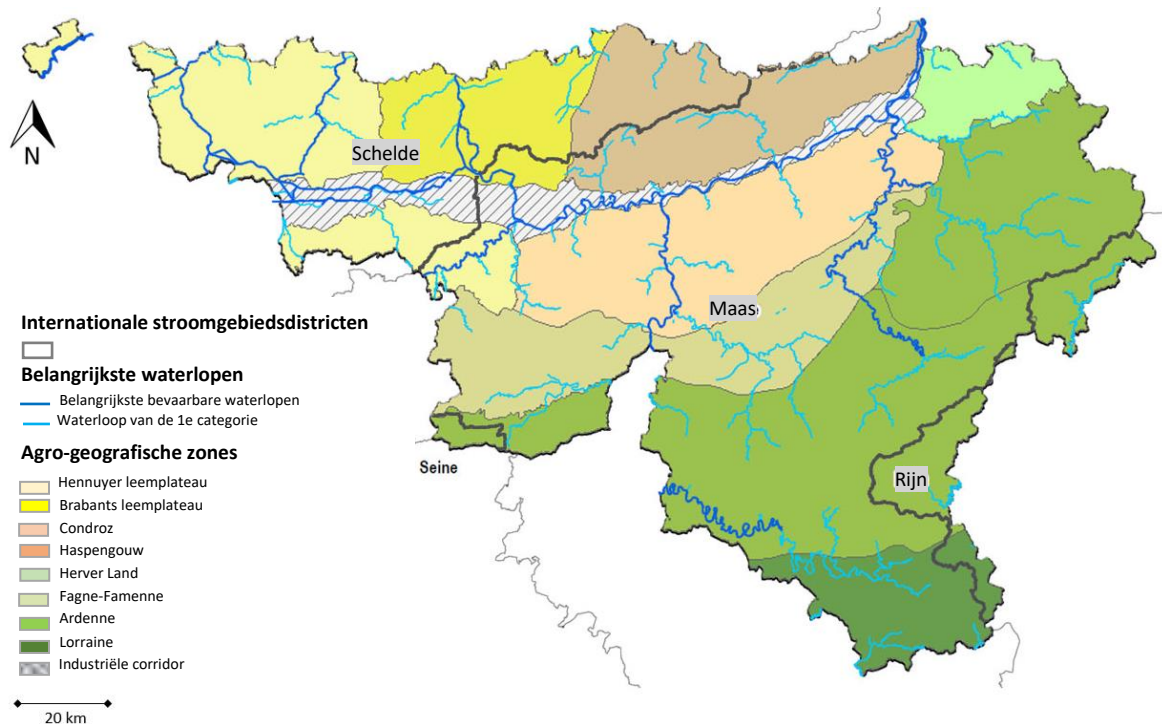 N
Schelde
Maas
Internationale stroomgebiedsdistricten
Belangrijkste waterlopen
Belangrijkste bevaarbare waterlopen
Waterloop van de 1e categorie
Agro-geografische zones
Hennuyer leemplateau
Brabants leemplateau
Condroz
Haspengouw
Herver Land
Fagne-Famenne
Ardenne
Lorraine
Industriële corridor
20 km
Seine
Rijn